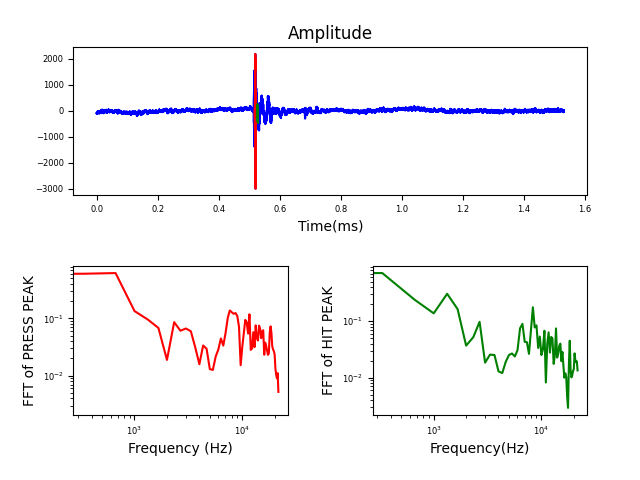 Amplitude
2000
1000
0
−1000
−2000
−3000
0.0 0.2 0.4 0.6 0.8 1.0 1.2 1.4 1.6
Time(ms)
FFT of PRESS PEAK
10⁻¹
10⁻²
10³ 10⁴
Frequency (Hz)
FFT of HIT PEAK
10⁻¹
10⁻²
10³ 10⁴
Frequency(Hz)